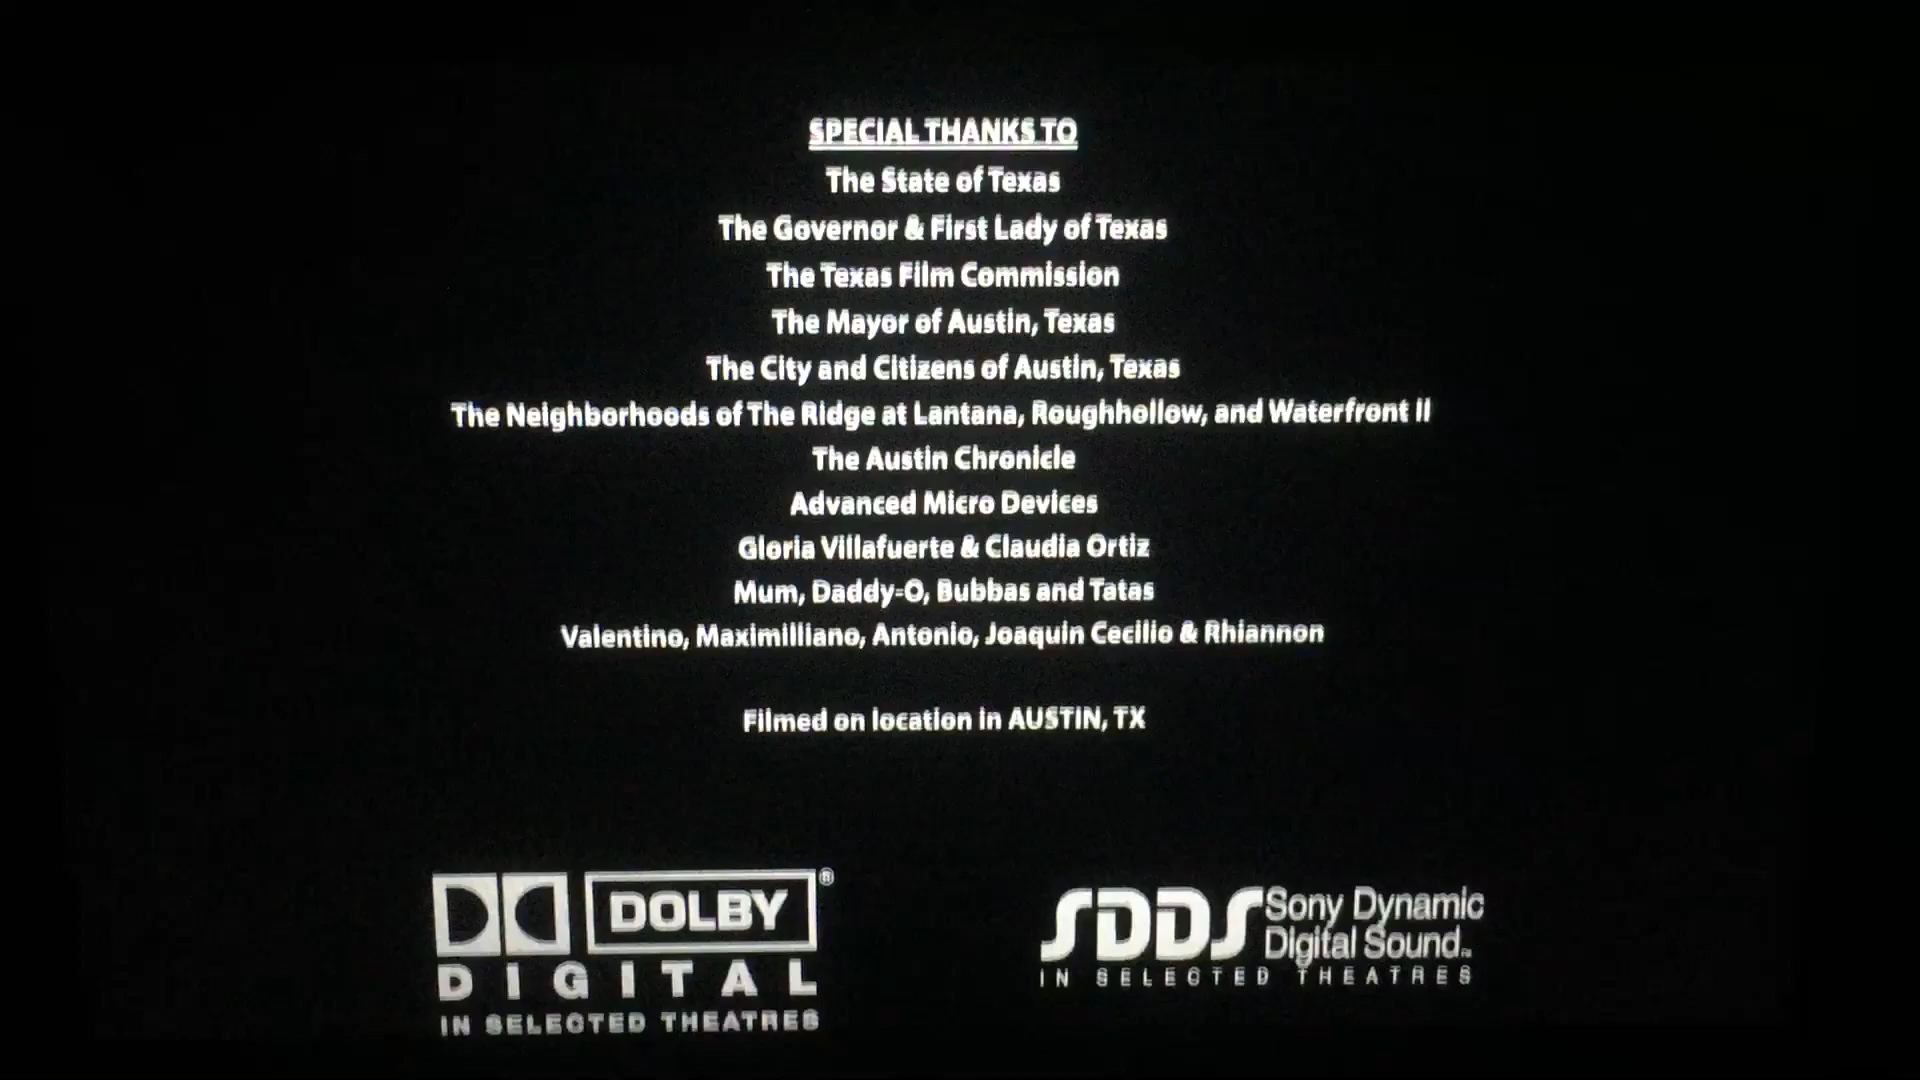 SPECIAL THANKS TO
The State of Texas
The Governor & First Lady of Texas
The Texas Film Commission
The Mayor of Austin, Texas
The City and Citizens of Austin, Texas
The Neighborhoods of The Ridge at Lantana, Roughhollow, and Waterfront II
The Austin Chronicle
Advanced Micro Devices
Gloria Villafuerte & Claudia Ortiz
Mum, Daddy-O, Bubbas and Tatas
Valentino, Maximilliano, Antonio, Joaquin Cecilio & Rhiannon
Filmed on location in AUSTIN, TX
DOLBY®
DIGITAL
IN SELECTED THEATRES
SDDS Sony Dynamic
Digital Sound™
IN SELECTED THEATRES